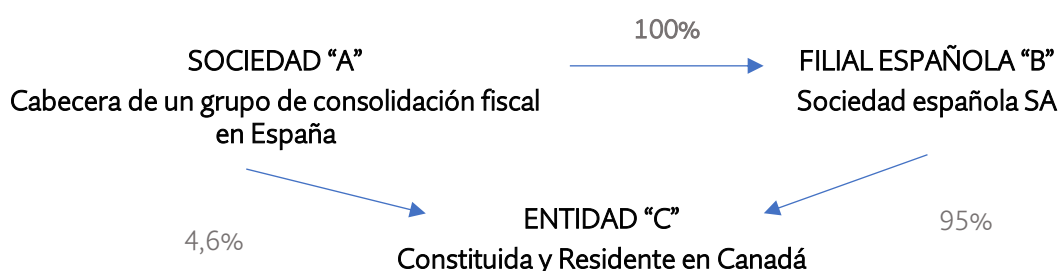 100%
SOCIEDAD “A”
FILIAL ESPAÑOLA “B”
Cabecera de un grupo de consolidación fiscal
en España
Sociedad española SA
ENTIDAD “C”
4,6%
95%
Constituida y Residente en Canadá